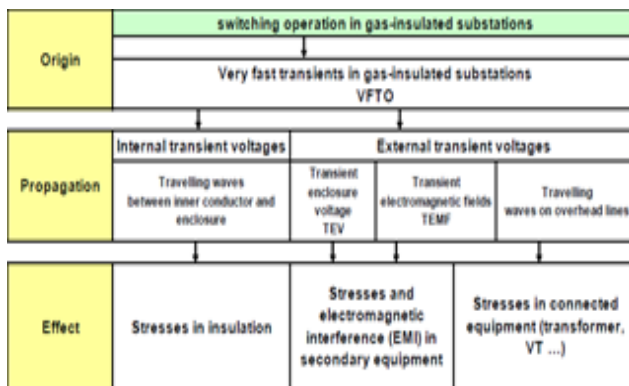 switching operation in gas-insulated substations
Origin
Very fast transients in gas-insulated substations
VFTO
Internal transient voltages
External transient voltages
Propagation
Travelling waves
between inner conductor and
enclosure
Transient
enclosure
voltage
TEV
Transient
electromagnetic fields
TEMF
Travelling
waves on overhead lines
Effect
Stresses in insulation
Stresses and
electromagnetic
interference (EMI) in
secondary equipment
Stresses in connected
equipment (transformer,
VT ...)